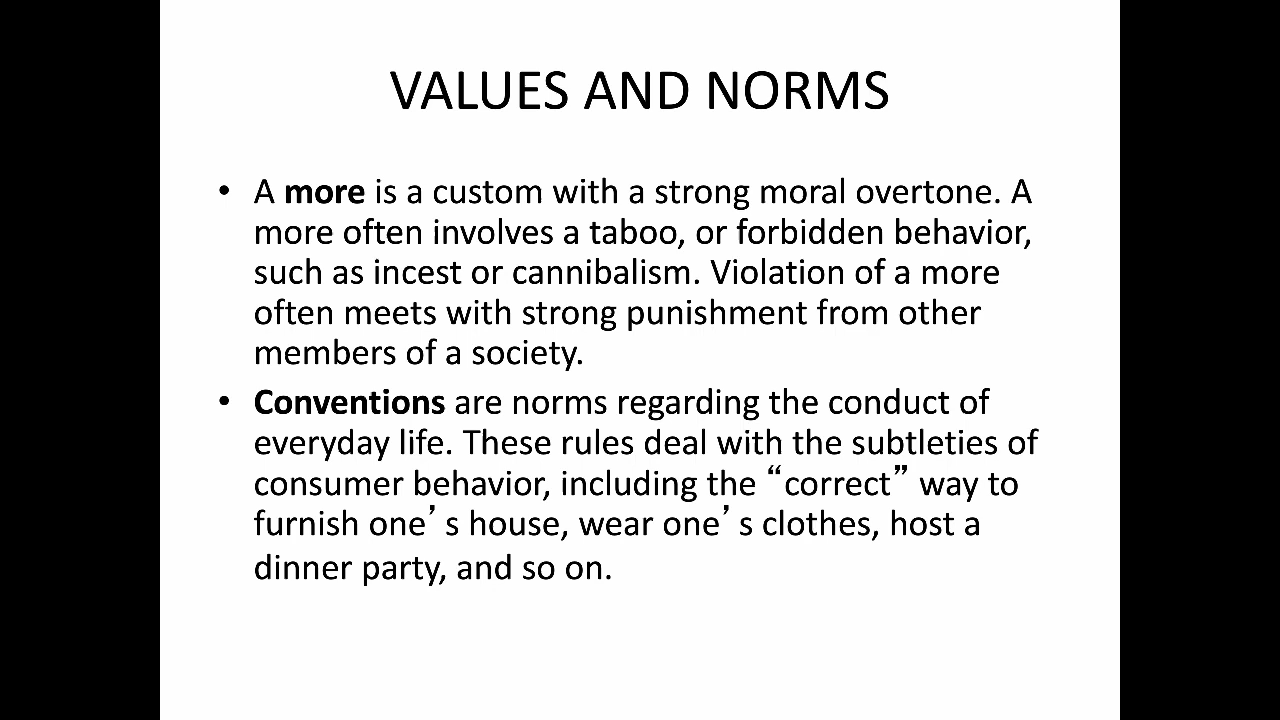 VALUES AND NORMS
• A more is a custom with a strong moral overtone. A
more often involves a taboo, or forbidden behavior,
such as incest or cannibalism. Violation of a more
often meets with strong punishment from other
members of a society.
• Conventions are norms regarding the conduct of
everyday life. These rules deal with the subtleties of
consumer behavior, including the “correct” way to
furnish one’s house, wear one’s clothes, host a
dinner party, and so on.